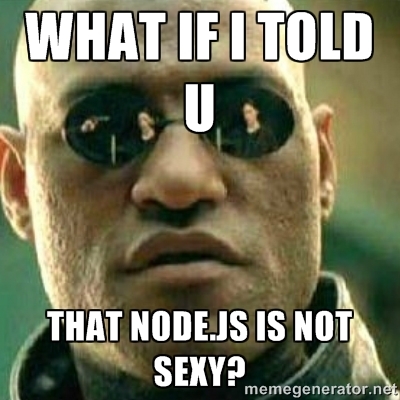 WHAT IF I TOLD
U
THAT NODE.JS IS NOT
SEXY?
memegenerator.net